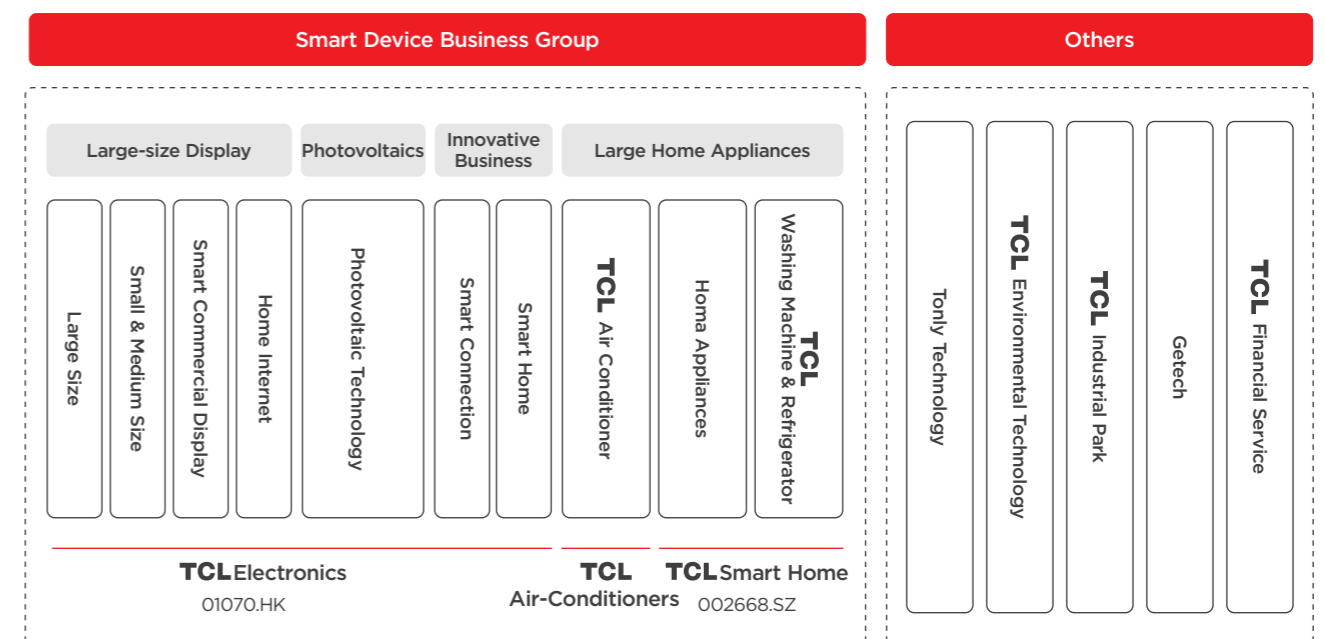 Smart Device Business Group
Others
Large-size Display
Photovoltaics
Innovative
Business
Large Home Appliances
Large Size
Small & Medium Size
Smart Commercial Display
Home Internet
Photovoltaic Technology
Smart Connection
Smart Home
TCL Air Conditioner
Homa Appliances
TCL
Washing Machine & Refrigerator
Tonly Technology
TCL Environmental Technology
TCL Industrial Park
Getech
TCL Financial Service
TCL Electronics
01070.HK
TCL
Air-Conditioners
TCL Smart Home
002668.SZ